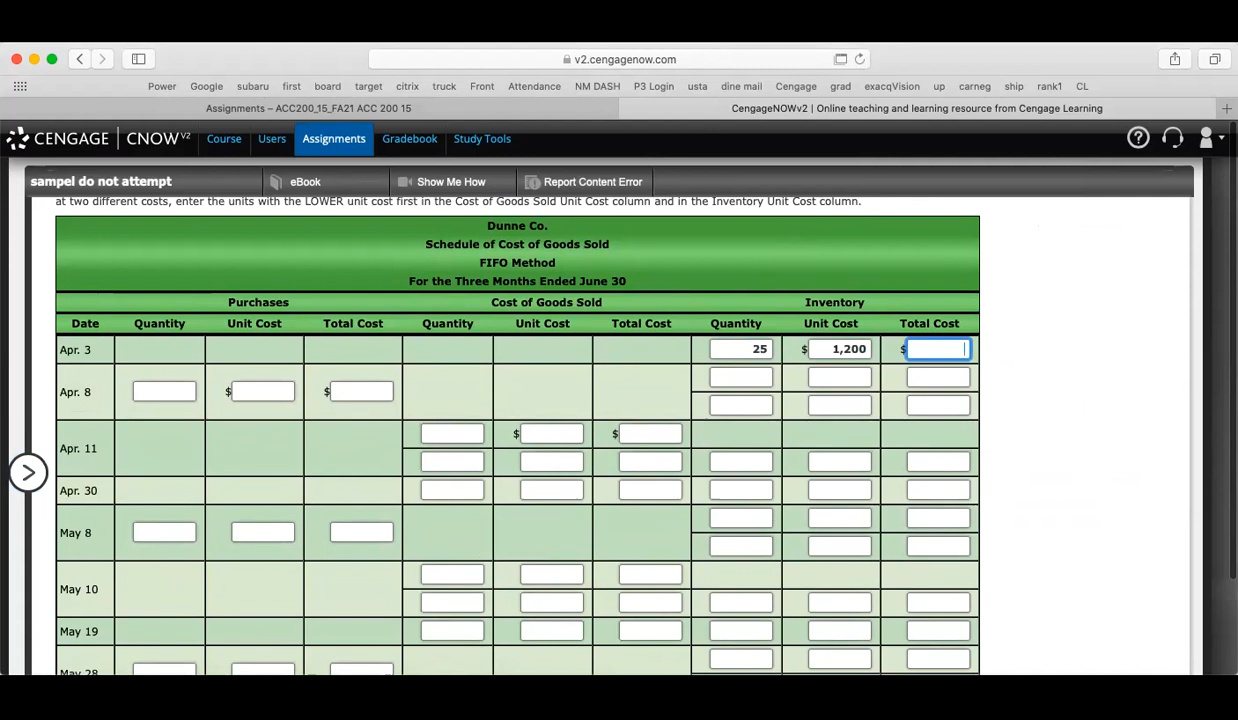 v2.cengagenow.com
Power Google subaru first board target citrix truck Front Attendance NM DASH P3 Login usta dine mail Cengage grad exacqVision up carneg ship rank1 CL
Assignments – ACC200_15_FA21 ACC 200 15 CengageNOWv2 | Online teaching and learning resource from Cengage Learning
CENGAGE | CNOWv2 Course Users Assignments Gradebook Study Tools
sampel do not attempt eBook Show Me How Report Content Error
at two different costs, enter the units with the LOWER unit cost first in the Cost of Goods Sold Unit Cost column and in the Inventory Unit Cost column.
Dunne Co.
Schedule of Cost of Goods Sold
FIFO Method
For the Three Months Ended June 30
Purchases Cost of Goods Sold Inventory
Date Quantity Unit Cost Total Cost Quantity Unit Cost Total Cost Quantity Unit Cost Total Cost
Apr. 3 25 $ 1,200 $
Apr. 8 $ $
Apr. 11 $ $
Apr. 30
May 8
May 10
May 19
May 28